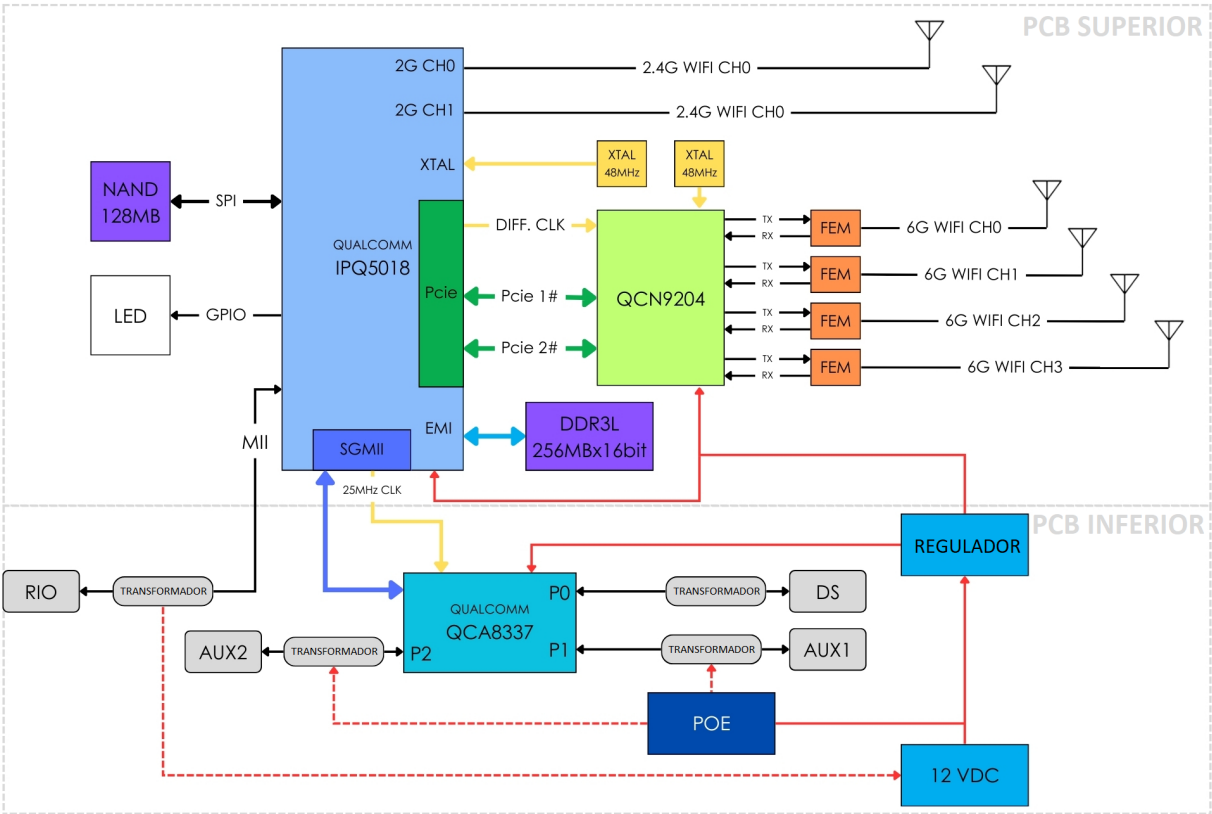 PCB SUPERIOR
2G CH0
2.4G WIFI CH0
2G CH1
2.4G WIFI CH0
XTAL
XTAL
48MHz
XTAL
48MHz
NAND
128MB
SPI
QUALCOMM
IPQ5018
Pcie
DIFF. CLK
Pcie 1#
Pcie 2#
QCN9204
TX
RX
FEM
6G WIFI CH0
TX
RX
FEM
6G WIFI CH1
TX
RX
FEM
6G WIFI CH2
TX
RX
FEM
6G WIFI CH3
LED
GPIO
MII
EMI
DDR3L
256MBx16bit
SGMII
25MHz CLK
PCB INFERIOR
REGULADOR
RIO
TRANSFORMADOR
QUALCOMM
QCA8337
P0
P1
P2
TRANSFORMADOR
DS
TRANSFORMADOR
AUX1
AUX2
TRANSFORMADOR
POE
12 VDC